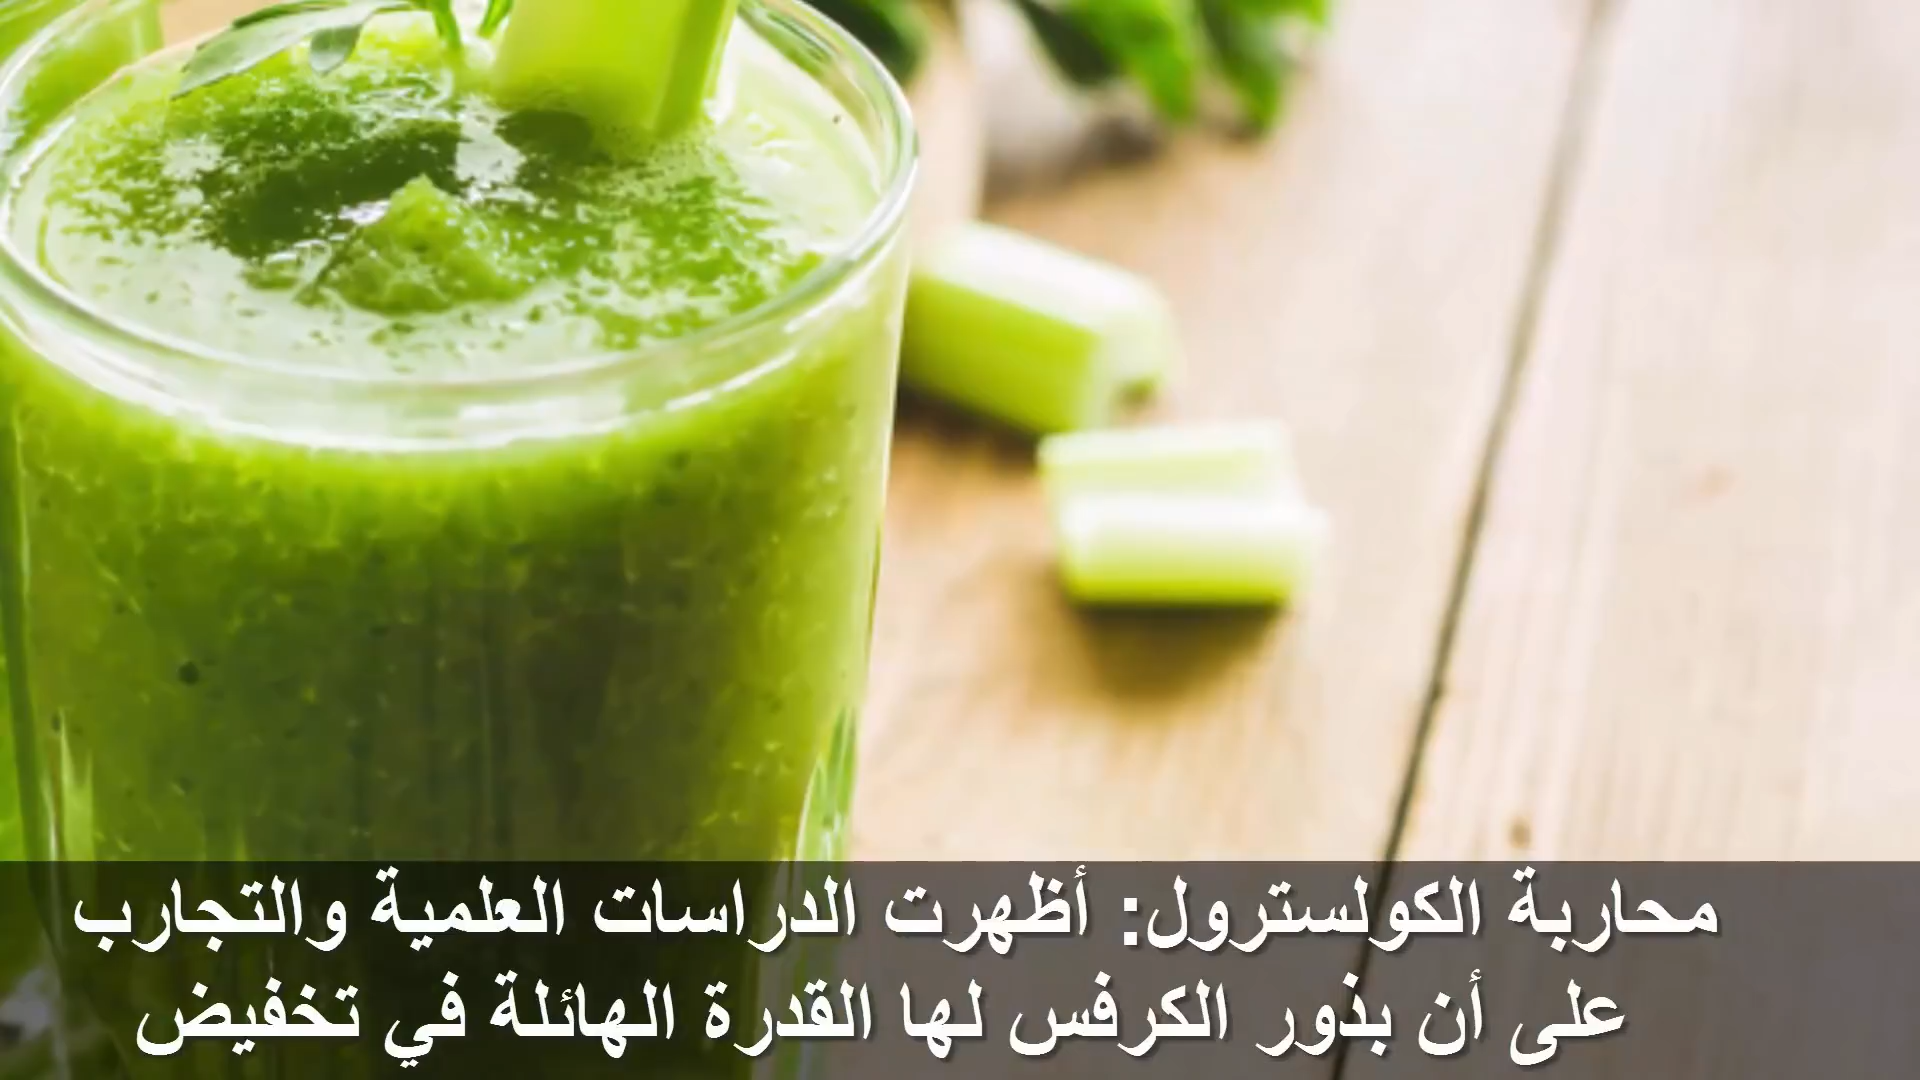 محاربة الكولسترول: أظهرت الدراسات العلمية والتجارب
على أن بذور الكرفس لها القدرة الهائلة في تخفيض